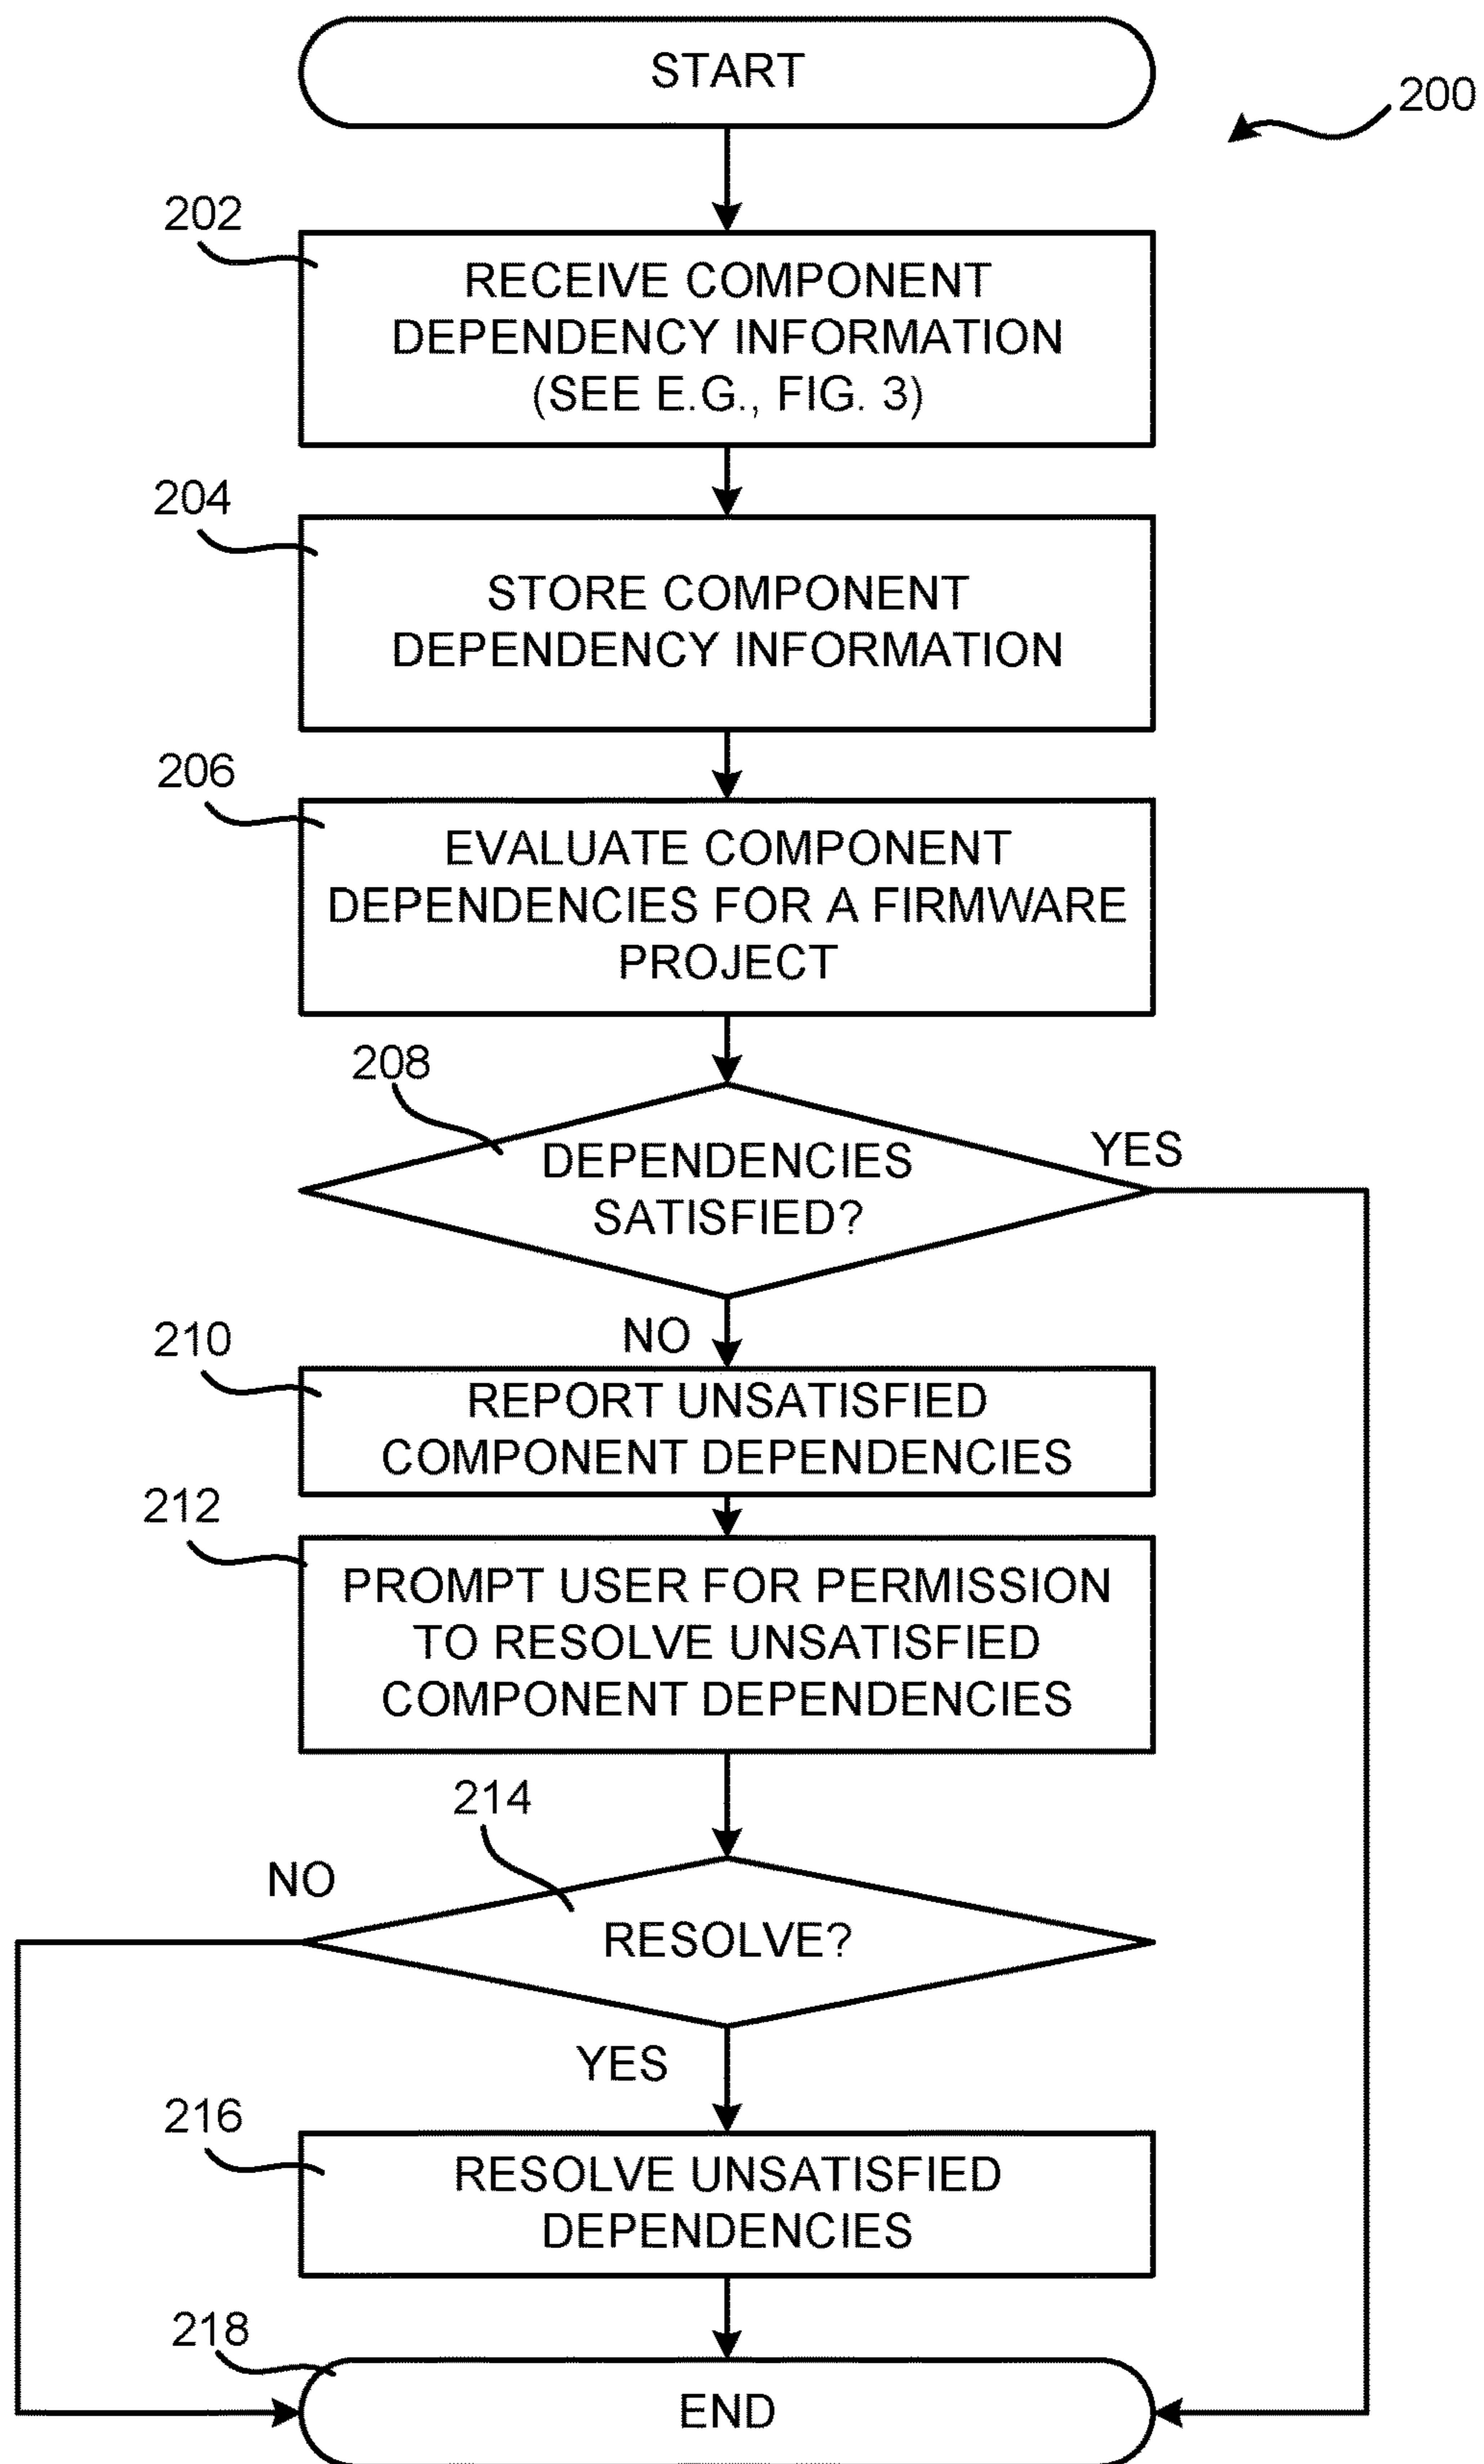 START
200
202
RECEIVE COMPONENT
DEPENDENCY INFORMATION
(SEE E.G., FIG. 3)
204
STORE COMPONENT
DEPENDENCY INFORMATION
206
EVALUATE COMPONENT
DEPENDENCIES FOR A FIRMWARE
PROJECT
208
DEPENDENCIES
SATISFIED?
YES
NO
210
REPORT UNSATISFIED
COMPONENT DEPENDENCIES
212
PROMPT USER FOR PERMISSION
TO RESOLVE UNSATISFIED
COMPONENT DEPENDENCIES
214
NO
RESOLVE?
YES
216
RESOLVE UNSATISFIED
DEPENDENCIES
218
END